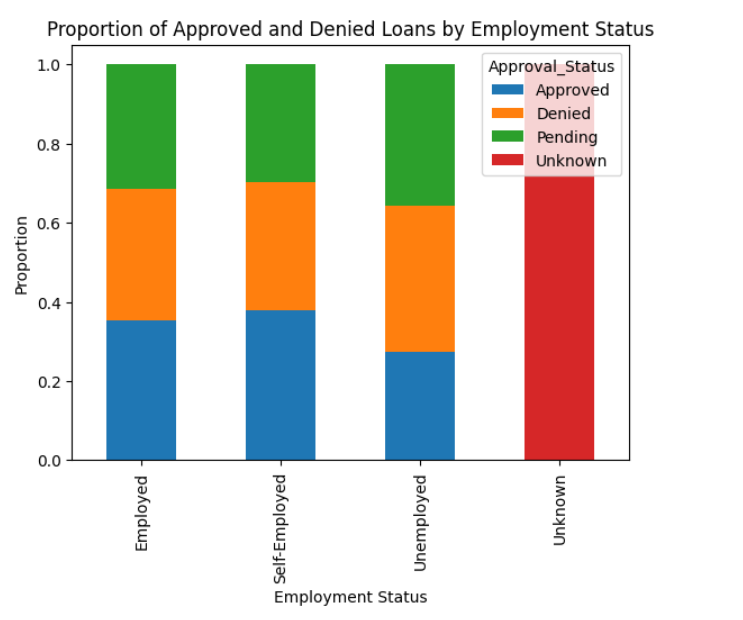 Proportion of Approved and Denied Loans by Employment Status
Approval_Status
Approved
Denied
Pending
Unknown
1.0
0.8
0.6
0.4
0.2
0.0
Proportion
Employed
Self-Employed
Unemployed
Unknown
Employment Status